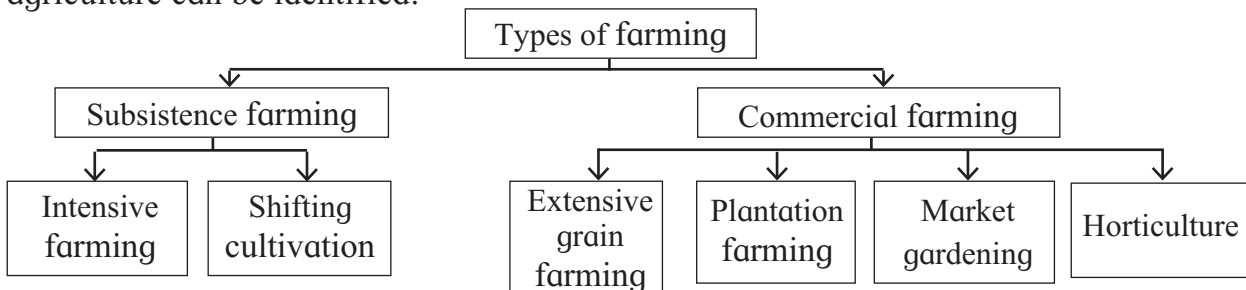 agriculture can be identified.
Types of farming
Subsistence farming
Commercial farming
Intensive
farming
Shifting
cultivation
Extensive
grain
farming
Plantation
farming
Market
gardening
Horticulture